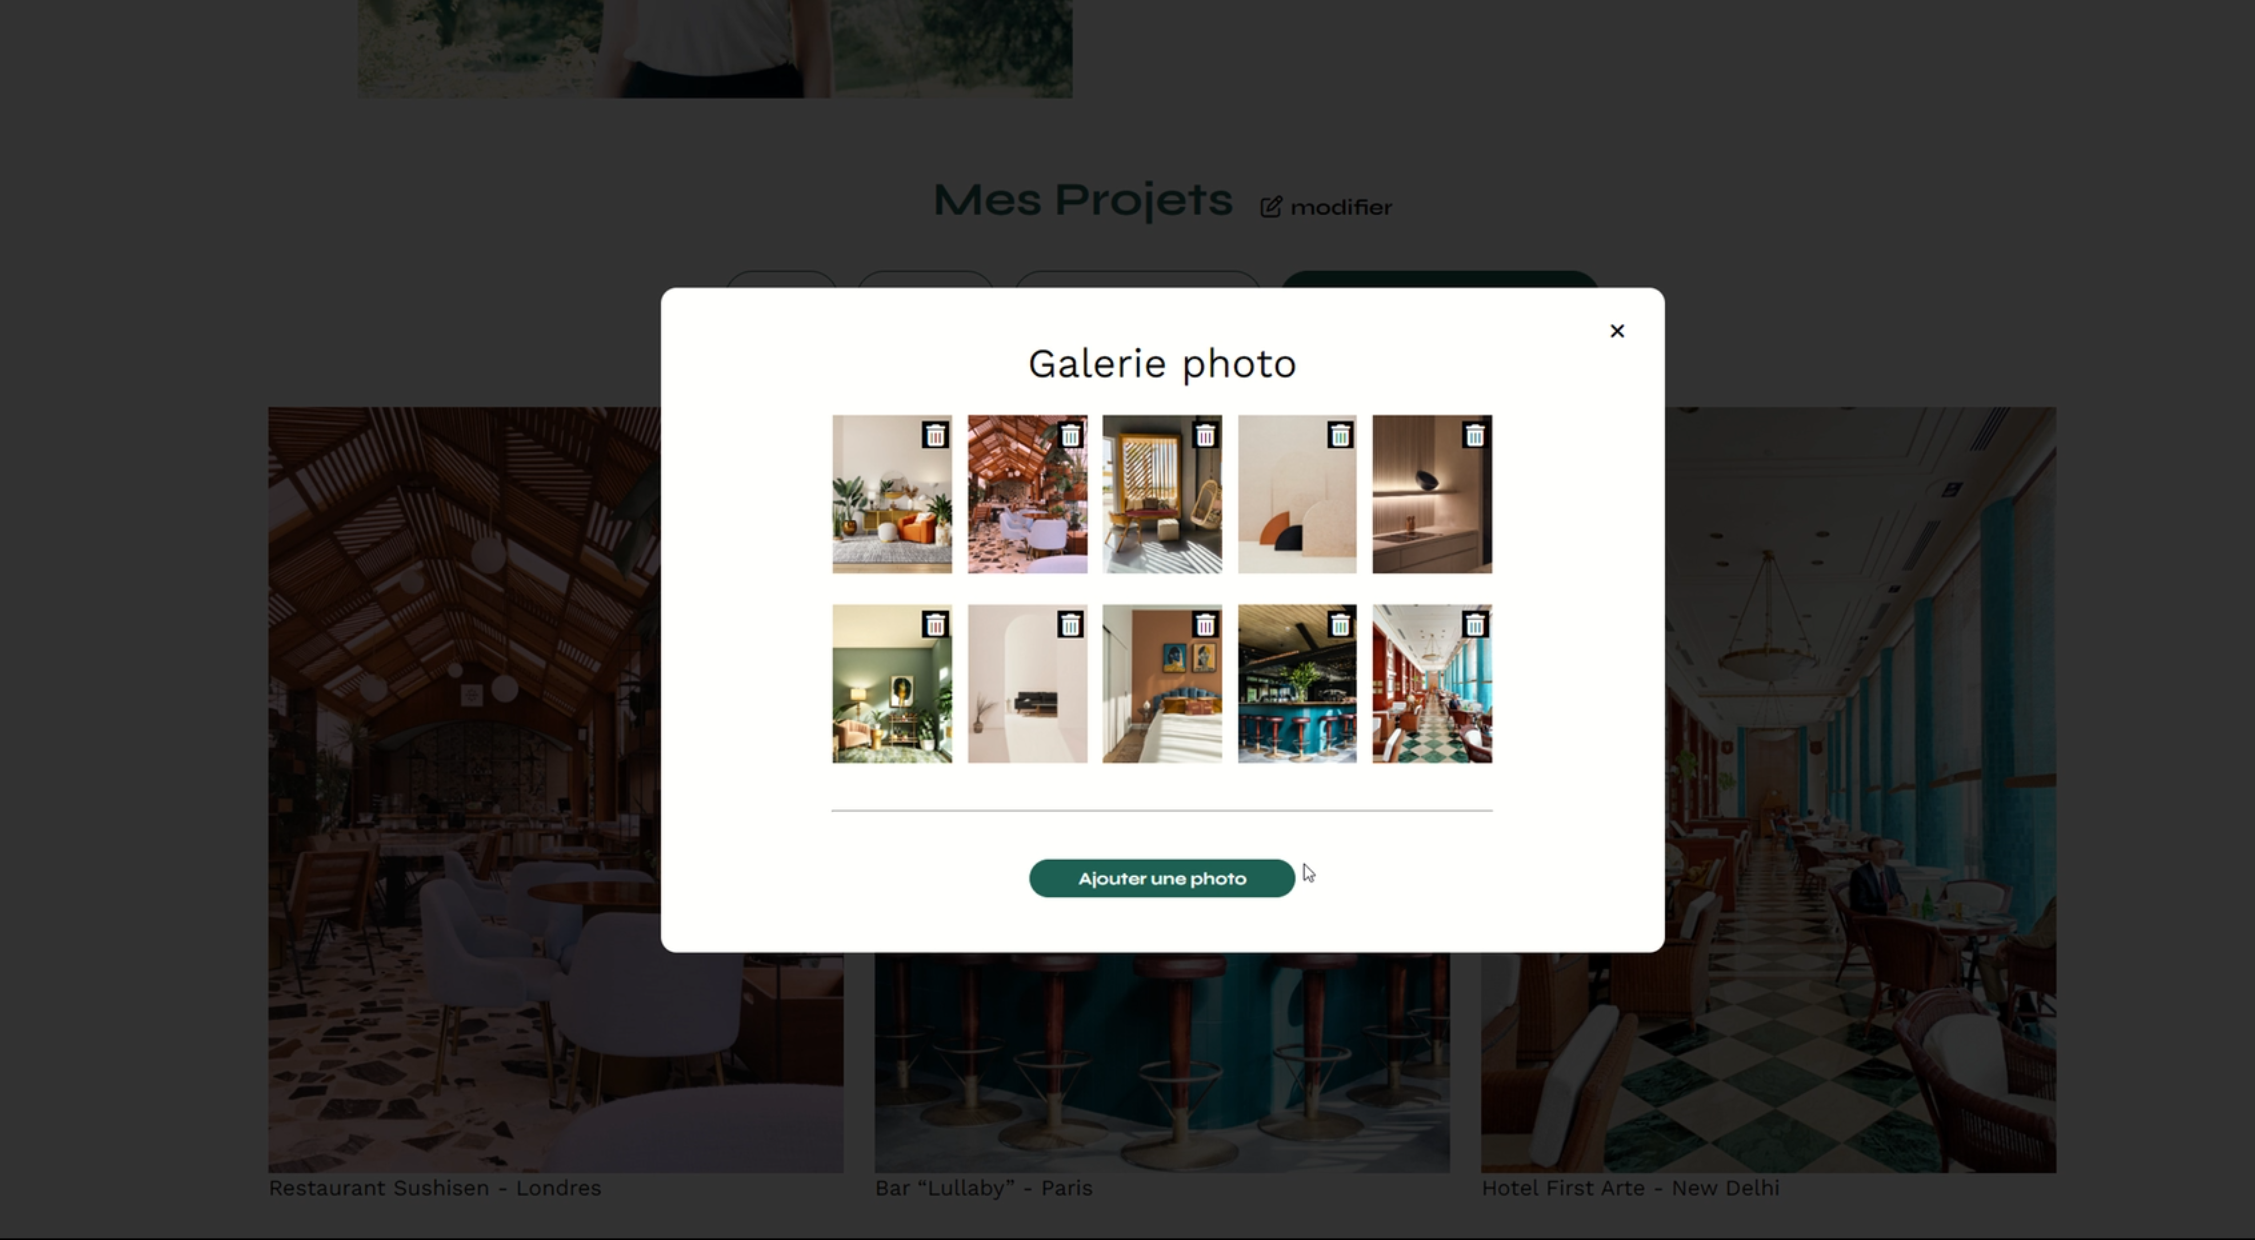 Mes Projets
modifier
×
Galerie photo
Ajouter une photo
Restaurant Sushisen - Londres
Bar “Lullaby” - Paris
Hotel First Arte - New Delhi